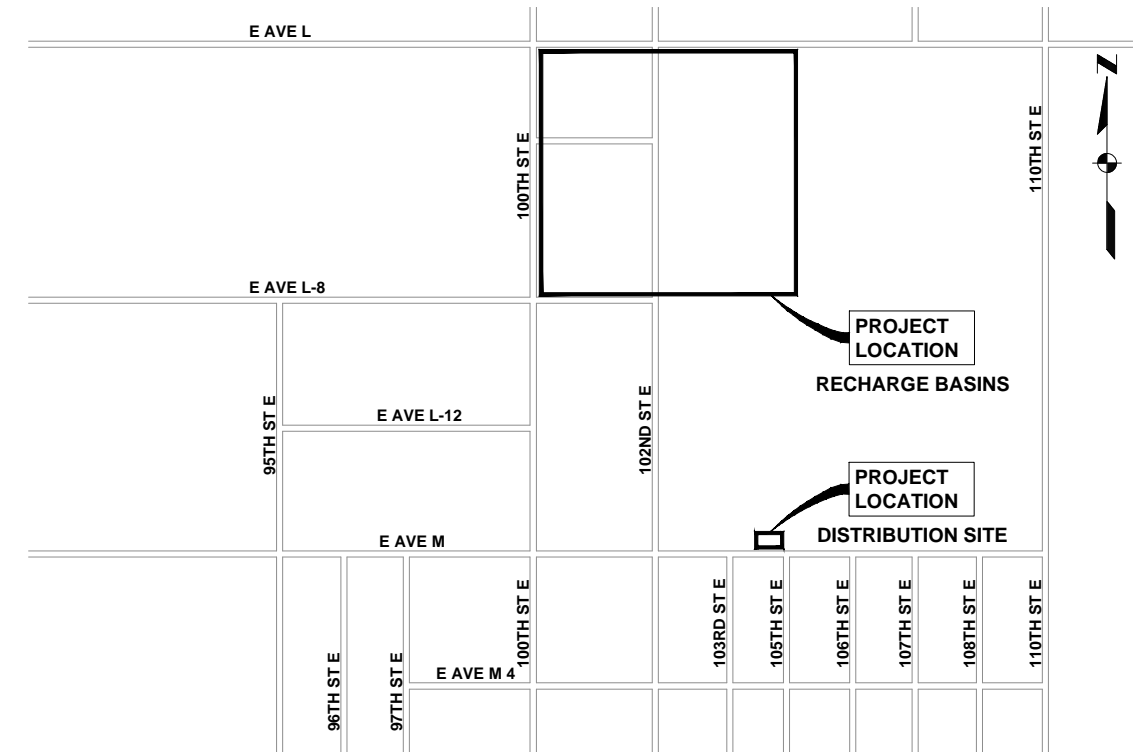 E AVE L
N
100TH ST E
110TH ST E
E AVE L-8
PROJECT
LOCATION
RECHARGE BASINS
95TH ST E
E AVE L-12
102ND ST E
PROJECT
LOCATION
DISTRIBUTION SITE
E AVE M
96TH ST E
97TH ST E
E AVE M 4
100TH ST E
103RD ST E
105TH ST E
106TH ST E
107TH ST E
108TH ST E
110TH ST E